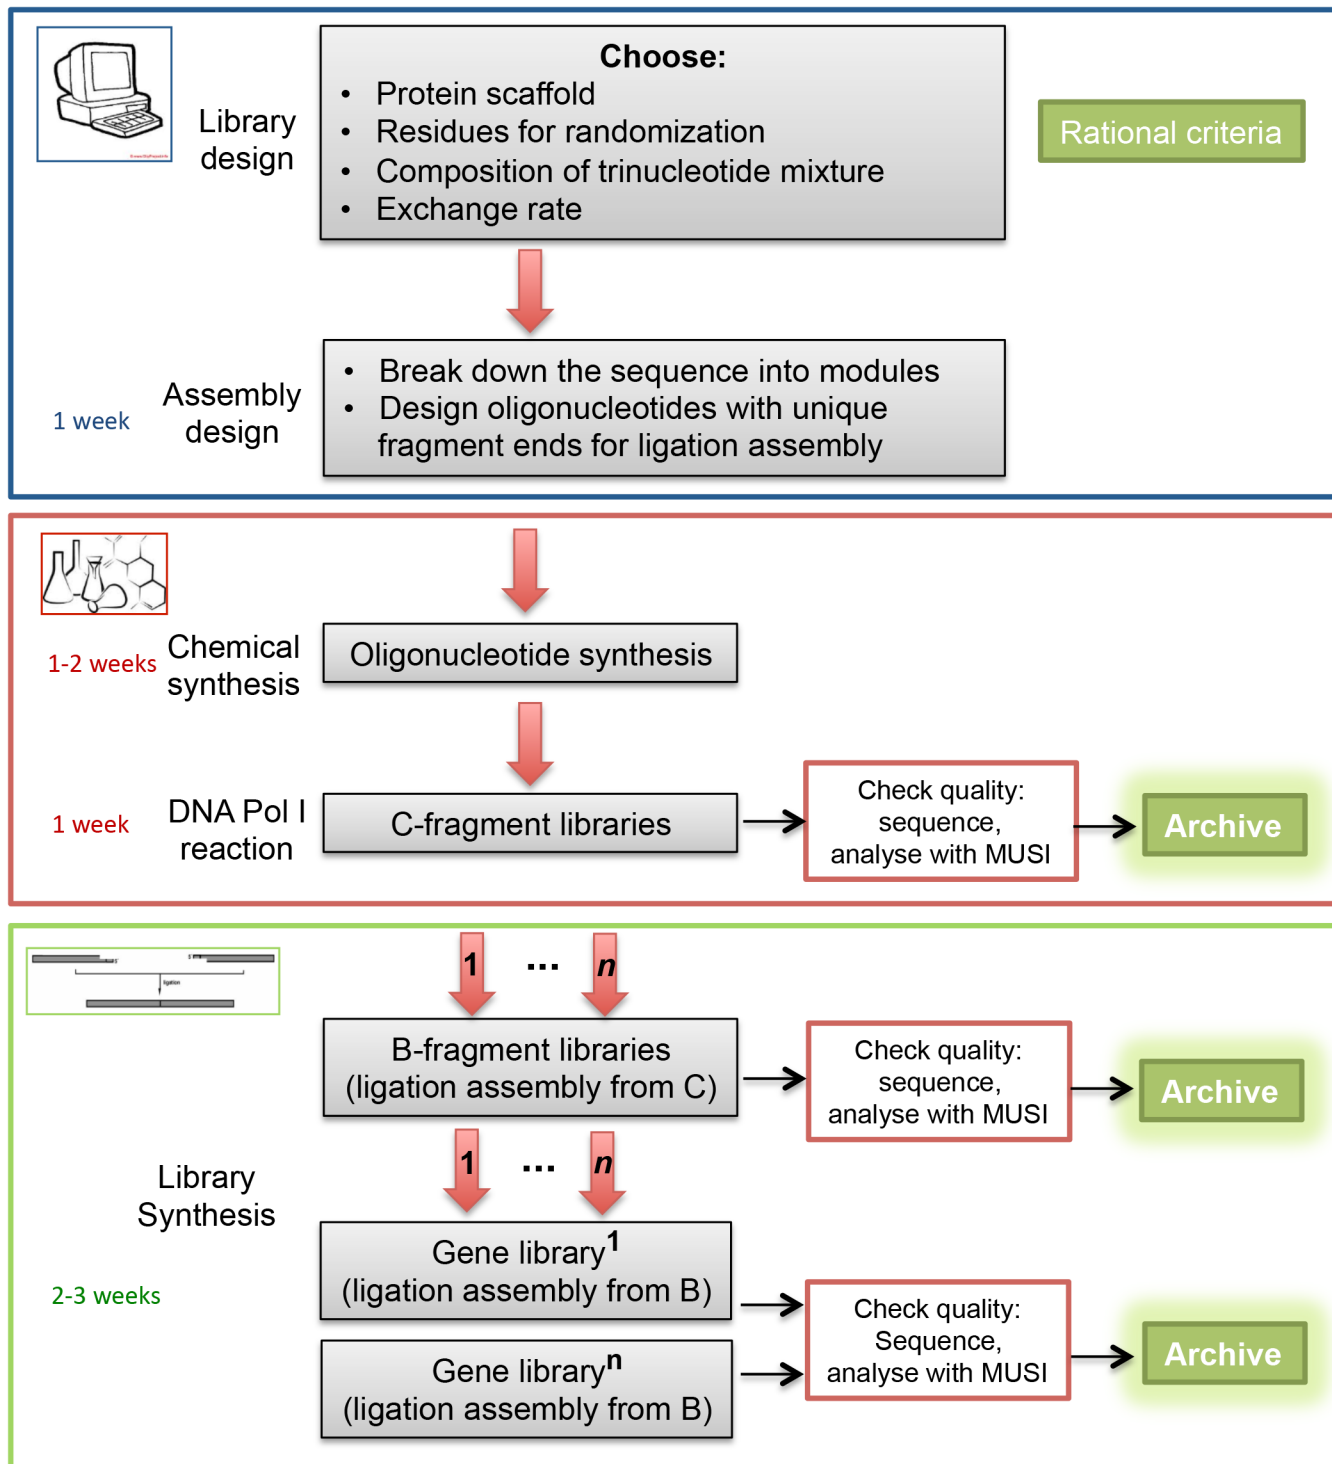 Choose:
• Protein scaffold
• Residues for randomization
• Composition of trinucleotide mixture
• Exchange rate
Library
design
Rational criteria
• Break down the sequence into modules
• Design oligonucleotides with unique
fragment ends for ligation assembly
Assembly
design
1 week
Chemical
synthesis
1-2 weeks
Oligonucleotide synthesis
DNA Pol I
reaction
1 week
C-fragment libraries
Check quality:
sequence,
analyse with MUSI
Archive
ligation
1 ... n
B-fragment libraries
(ligation assembly from C)
Check quality:
sequence,
analyse with MUSI
Archive
1 ... n
Library
Synthesis
2-3 weeks
Gene library1
(ligation assembly from B)
Gene libraryn
(ligation assembly from B)
Check quality:
Sequence,
analyse with MUSI
Archive